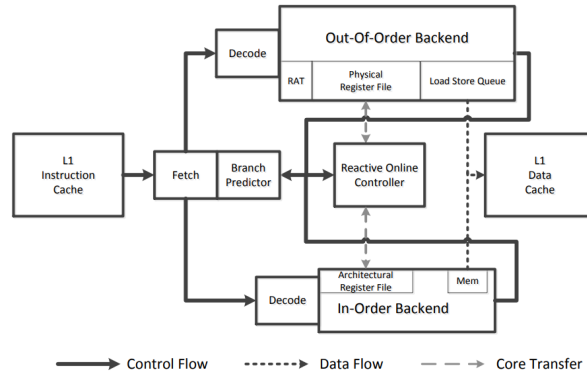 Out-Of-Order Backend
Decode
RAT
Physical
Register File
Load Store Queue
L1
Instruction
Cache
Fetch
Branch
Predictor
Reactive Online
Controller
L1
Data
Cache
Decode
Architectural
Register File
Mem
In-Order Backend
Control Flow
Data Flow
Core Transfer